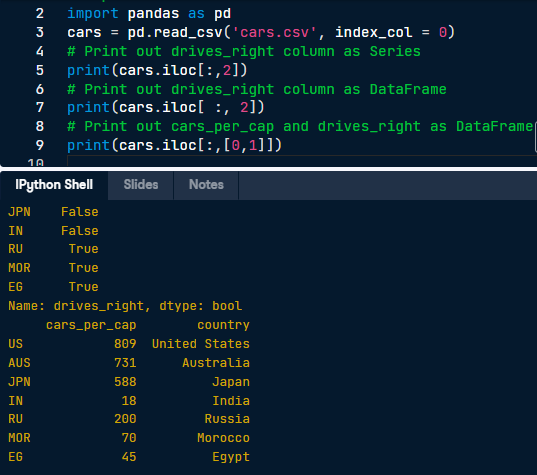 2 import pandas as pd
3 cars = pd.read_csv('cars.csv', index_col = 0)
4 # Print out drives_right column as Series
5 print(cars.iloc[:,2])
6 # Print out drives_right column as DataFrame
7 print(cars.iloc[ :, 2])
8 # Print out cars_per_cap and drives_right as DataFrame
9 print(cars.iloc[:,[0,1]])
10
IPython Shell Slides Notes
JPN False
IN False
RU True
MOR True
EG True
Name: drives_right, dtype: bool
cars_per_cap country
US 809 United States
AUS 731 Australia
JPN 588 Japan
IN 18 India
RU 200 Russia
MOR 70 Morocco
EG 45 Egypt